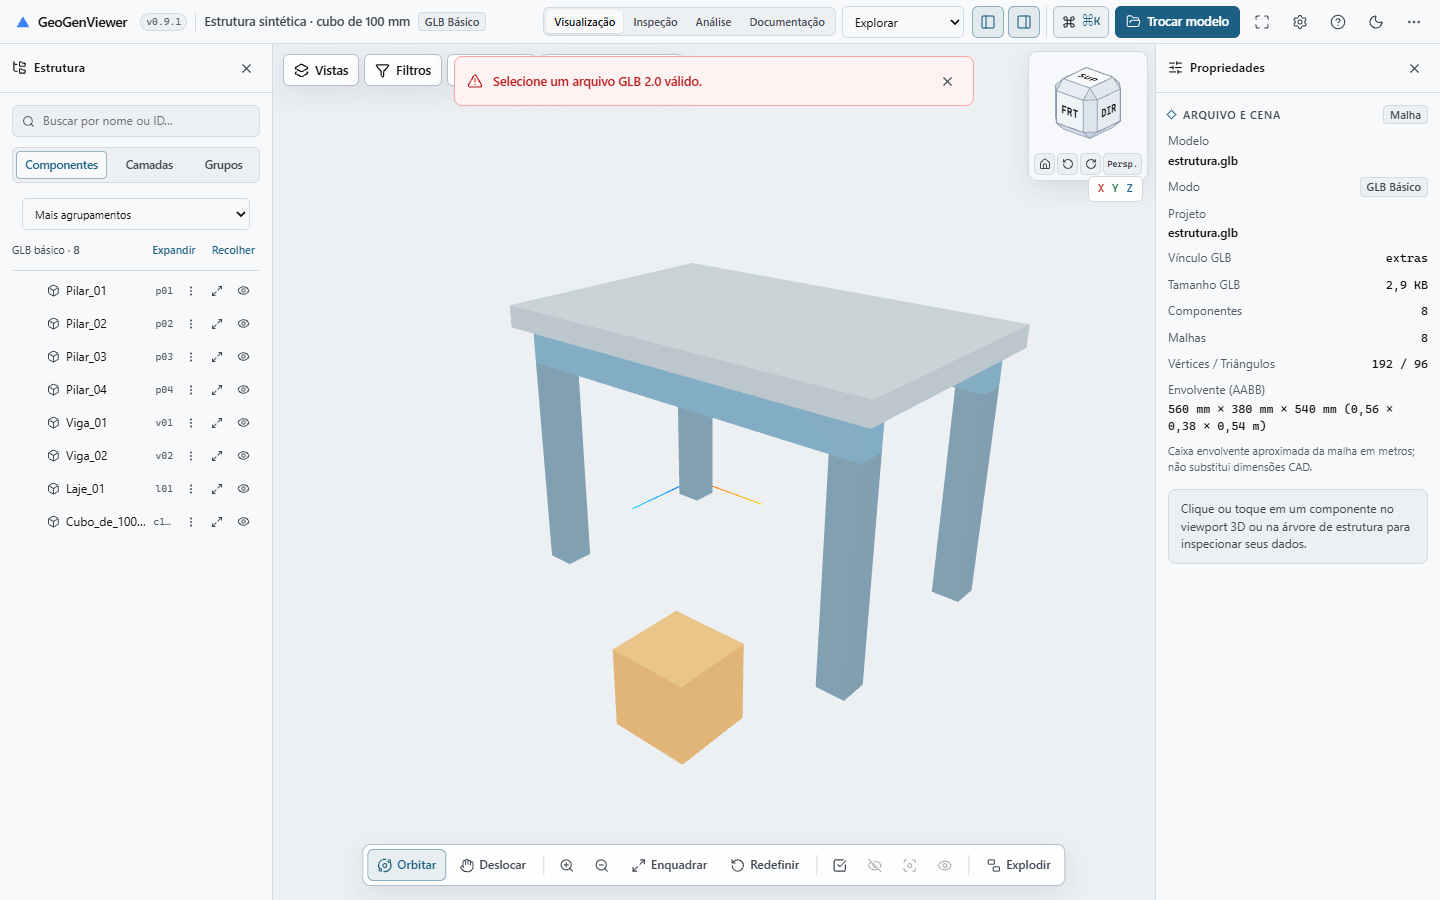 GeoGenViewer v0.9.1 Estrutura sintética · cubo de 100 mm GLB Básico Visualização Inspeção Análise Documentação Explorar ⌘K Trocar modelo
Estrutura
Buscar por nome ou ID...
Componentes Camadas Grupos
Mais agrupamentos
GLB básico · 8 Expandir Recolher
Pilar_01 p01
Pilar_02 p02
Pilar_03 p03
Pilar_04 p04
Viga_01 v01
Viga_02 v02
Laje_01 l01
Cubo_de_100... c1...
Vistas Filtros
Selecione um arquivo GLB 2.0 válido.
SUP
FRT DIR
Persp.
X Y Z
Orbitar Deslocar Enquadrar Redefinir Explodir
Propriedades
ARQUIVO E CENA Malha
Modelo
estrutura.glb
Modo GLB Básico
Projeto
estrutura.glb
Vínculo GLB extras
Tamanho GLB 2,9 KB
Componentes 8
Malhas 8
Vértices / Triângulos 192 / 96
Envolvente (AABB)
560 mm × 380 mm × 540 mm (0,56 ×
0,38 × 0,54 m)
Caixa envolvente aproximada da malha em metros;
não substitui dimensões CAD.
Clique ou toque em um componente no
viewport 3D ou na árvore de estrutura para
inspecionar seus dados.